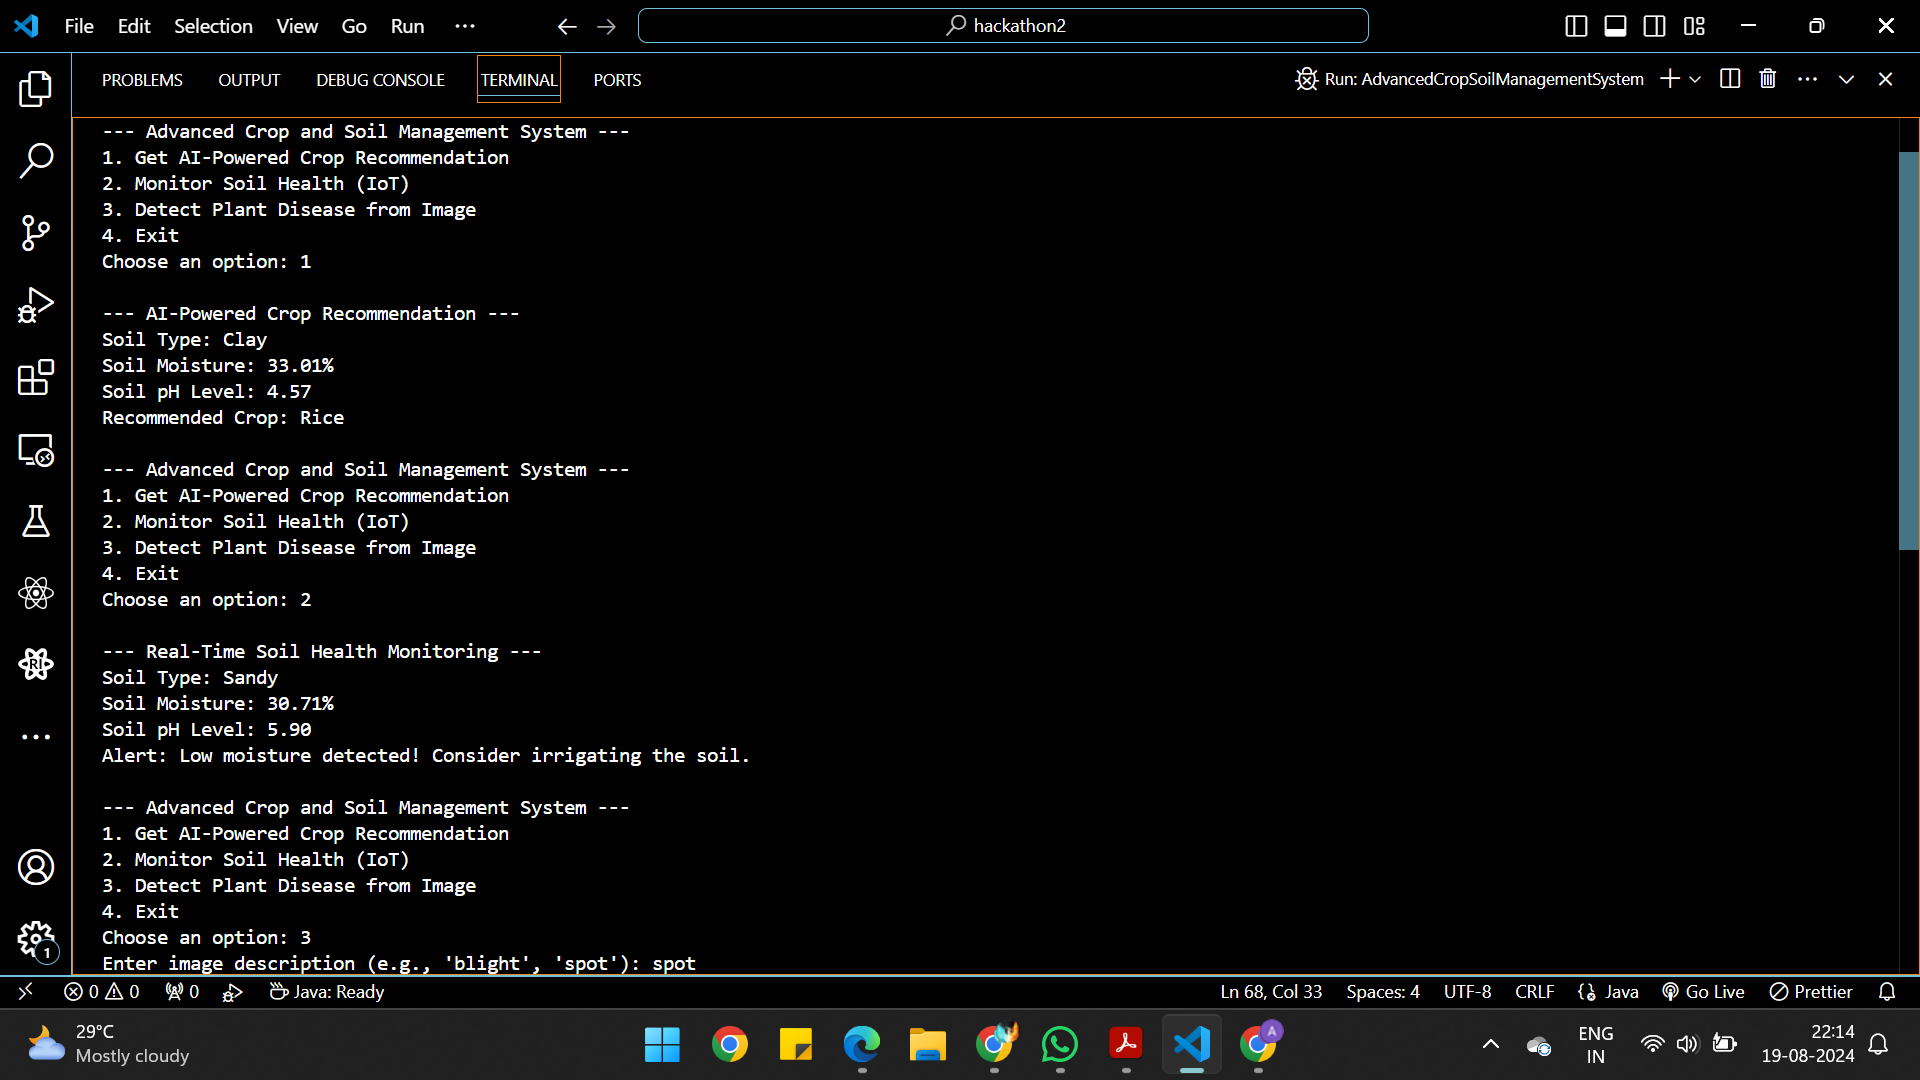 File Edit Selection View Go Run ··· hackathon2
PROBLEMS OUTPUT DEBUG CONSOLE TERMINAL PORTS Run: AdvancedCropSoilManagementSystem
--- Advanced Crop and Soil Management System ---
1. Get AI-Powered Crop Recommendation
2. Monitor Soil Health (IoT)
3. Detect Plant Disease from Image
4. Exit
Choose an option: 1
--- AI-Powered Crop Recommendation ---
Soil Type: Clay
Soil Moisture: 33.01%
Soil pH Level: 4.57
Recommended Crop: Rice
--- Advanced Crop and Soil Management System ---
1. Get AI-Powered Crop Recommendation
2. Monitor Soil Health (IoT)
3. Detect Plant Disease from Image
4. Exit
Choose an option: 2
--- Real-Time Soil Health Monitoring ---
Soil Type: Sandy
Soil Moisture: 30.71%
Soil pH Level: 5.90
Alert: Low moisture detected! Consider irrigating the soil.
--- Advanced Crop and Soil Management System ---
1. Get AI-Powered Crop Recommendation
2. Monitor Soil Health (IoT)
3. Detect Plant Disease from Image
4. Exit
Choose an option: 3
Enter image description (e.g., 'blight', 'spot'): spot
RI
1
0 0 0 Java: Ready Ln 68, Col 33 Spaces: 4 UTF-8 CRLF Java Go Live Prettier
29°C
Mostly cloudy
A
ENG
IN
22:14
19-08-2024